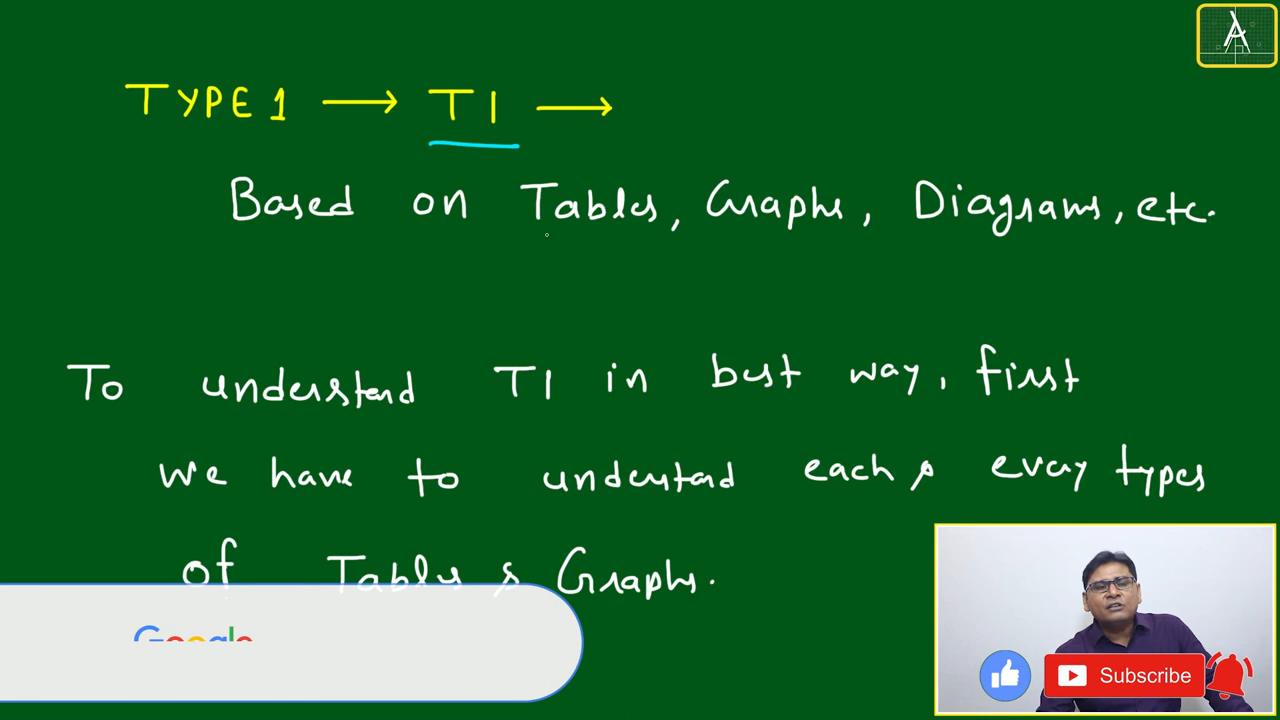 TYPE 1 → T1 →
Based on Tables, Graphs, Diagrams, etc.
To understand T1 in best way, first
we have to understand each & every types
of Tables & Graphs.
Google
Subscribe